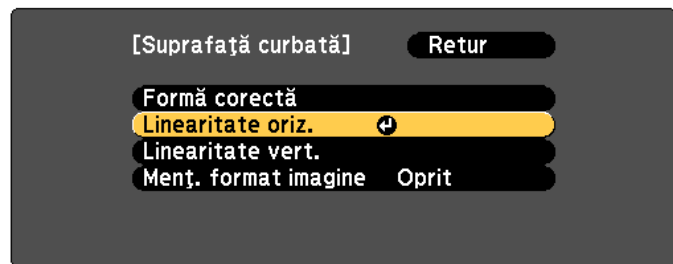 [Suprafaţă curbată] Retur
Formă corectă
Linearitate oriz.
Linearitate vert.
Menţ. format imagine Oprit